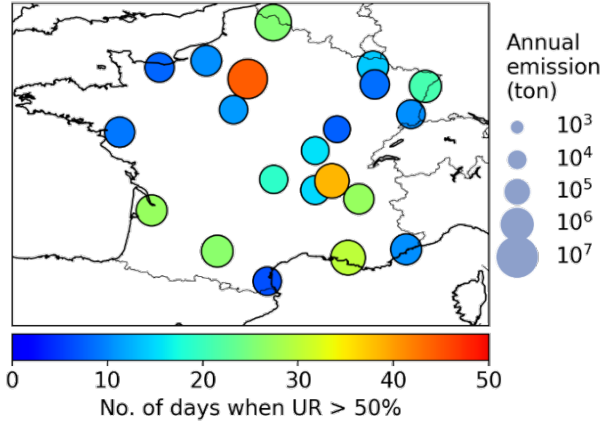 Annual
emission
(ton)
10³
10⁴
10⁵
10⁶
10⁷
0 10 20 30 40 50
No. of days when UR > 50%